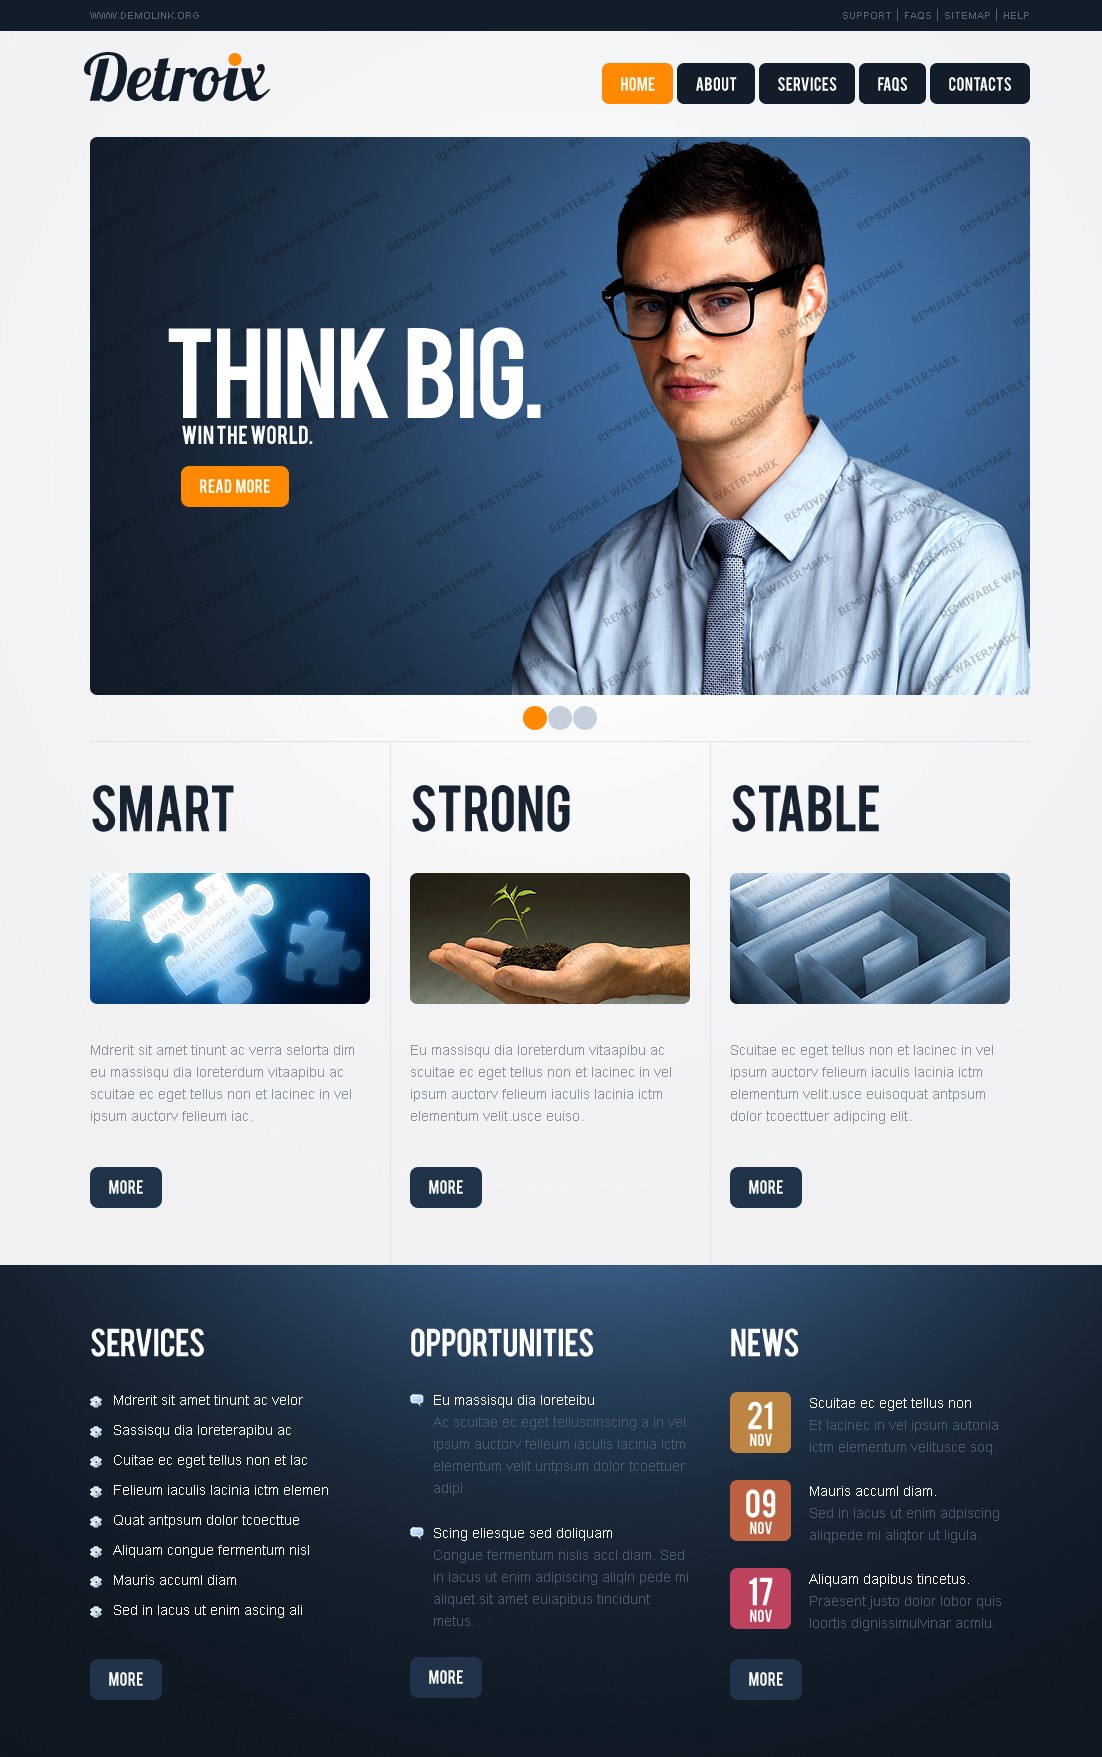 WWW.DEMOLINK.ORG
SUPPORT | FAQS | SITEMAP | HELP
Detroix
HOME
ABOUT
SERVICES
FAQS
CONTACTS
THINK BIG.
WIN THE WORLD.
READ MORE
REMOVABLE WATERMARK
SMART
Mdrerit sit amet tinunt ac verra selorta dim
eu massisqu dia loreterdum vitaapibu ac
scuitae ec eget tellus non et lacinec in vel
ipsum auctorv felieum iac.
MORE
STRONG
Eu massisqu dia loreterdum vitaapibu ac
scuitae ec eget tellus non et lacinec in vel
ipsum auctorv felieum iaculis lacinia ictm
elementum velit.usce euiso.
MORE
STABLE
Scuitae ec eget tellus non et lacinec in vel
ipsum auctorv felieum iaculis lacinia ictm
elementum velit.usce euisoquat antpsum
dolor tcoecttuer adipcing elit.
MORE
SERVICES
Mdrerit sit amet tinunt ac velor
Sassisqu dia loreterapibu ac
Cuitae ec eget tellus non et lac
Felieum iaculis lacinia ictm elemen
Quat antpsum dolor tcoecttue
Aliquam congue fermentum nisl
Mauris accuml diam
Sed in lacus ut enim ascing ali
MORE
OPPORTUNITIES
Eu massisqu dia loreteibu
Ac scuitae ec eget telluscinscing a in vel
ipsum auctorv felieum iaculis lacinia ictm
elementum velit.untpsum dolor tcoettuer
adipi.
Scing eliesque sed doliquam
Congue fermentum nislis accl diam. Sed
in lacus ut enim adipiscing aliqln pede mi
aliquet sit amet euiapibus tincidunt
metus.
MORE
NEWS
21
NOV
Scuitae ec eget tellus non
Et lacinec in vel ipsum autonia
ictm elementum velitusce soq.
09
NOV
Mauris accuml diam.
Sed in lacus ut enim adpiscing
aliqpede mi aliqtor ut ligula.
17
NOV
Aliquam dapibus tincetus.
Praesent justo dolor lobor quis
loortis dignissimulvinar acmlu.
MORE